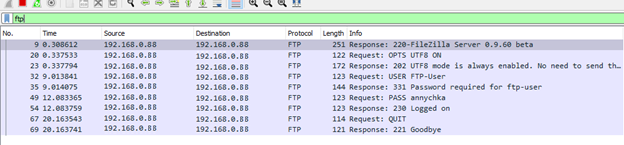 ftp
No. Time Source Destination Protocol Length Info
9 0.308612 192.168.0.88 192.168.0.88 FTP 251 Response: 220-FileZilla Server 0.9.60 beta
20 0.337533 192.168.0.88 192.168.0.88 FTP 122 Request: OPTS UTF8 ON
23 0.337794 192.168.0.88 192.168.0.88 FTP 172 Response: 202 UTF8 mode is always enabled. No need to send th…
32 9.013841 192.168.0.88 192.168.0.88 FTP 123 Request: USER FTP-User
35 9.014075 192.168.0.88 192.168.0.88 FTP 144 Response: 331 Password required for ftp-user
49 12.083365 192.168.0.88 192.168.0.88 FTP 123 Request: PASS annychka
54 12.083759 192.168.0.88 192.168.0.88 FTP 123 Response: 230 Logged on
67 20.163543 192.168.0.88 192.168.0.88 FTP 114 Request: QUIT
69 20.163741 192.168.0.88 192.168.0.88 FTP 121 Response: 221 Goodbye